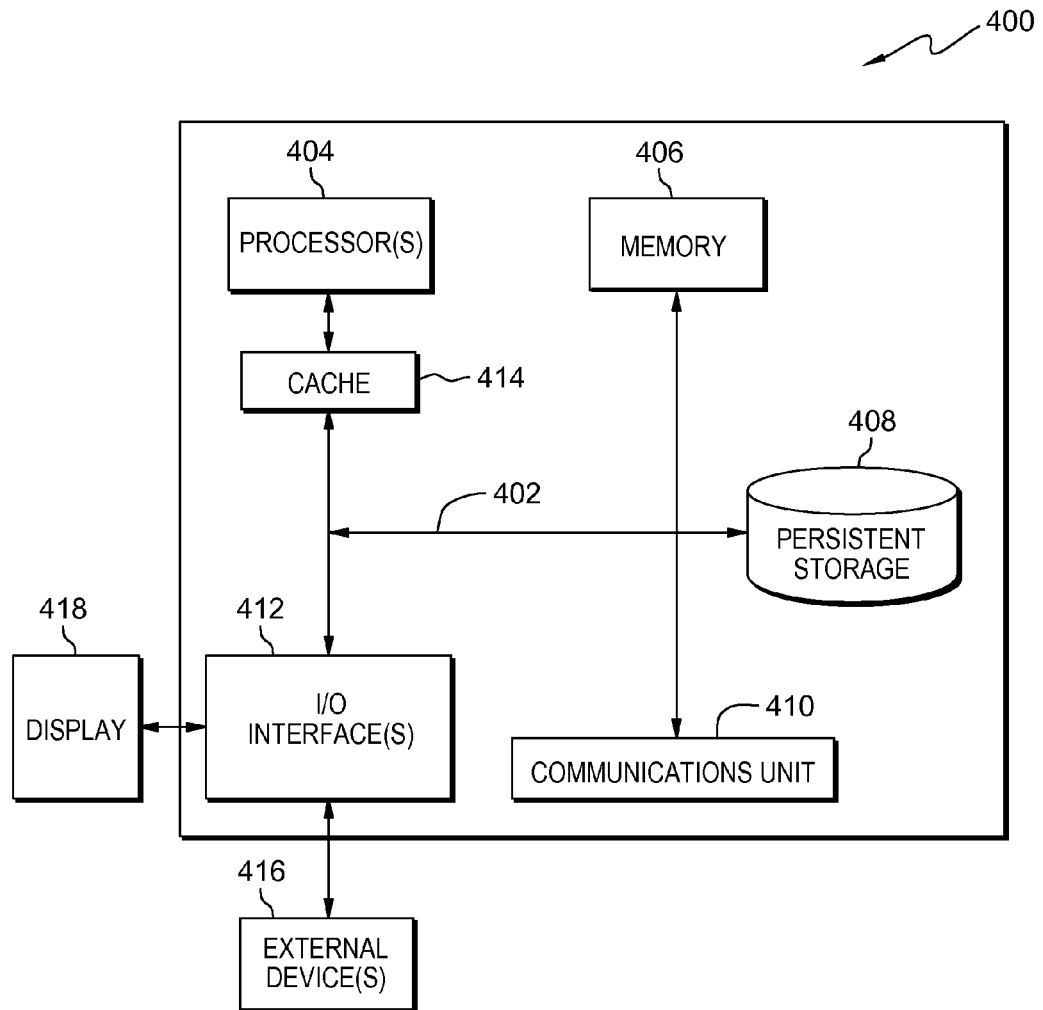 400
404
PROCESSOR(S)
406
MEMORY
CACHE
414
408
PERSISTENT
STORAGE
402
418
DISPLAY
412
I/O
INTERFACE(S)
410
COMMUNICATIONS UNIT
416
EXTERNAL
DEVICE(S)